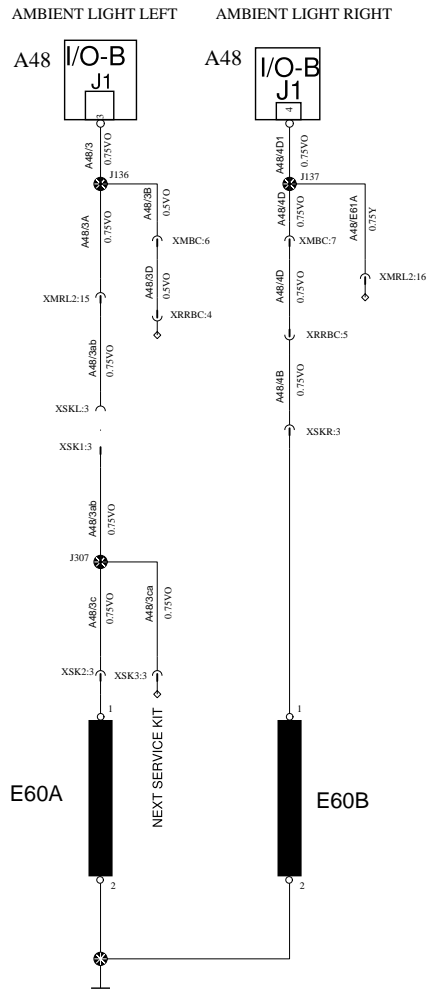 AMBIENT LIGHT LEFT
AMBIENT LIGHT RIGHT
A48
I/O-B
J1
3
A48
I/O-B
J1
4
A48/3
0.75VO
J136
A48/3A
0.75VO
A48/3B
0.5VO
XMBC:6
A48/3D
0.5VO
XRRBC:4
XMRL2:15
A48/3ab
0.75VO
XSKL:3
XSK1:3
A48/3ab
0.75VO
J307
A48/3c
0.75VO
A48/3ca
0.75VO
XSK2:3
XSK3:3
NEXT SERVICE KIT
1
E60A
2
A48/4D1
0.75VO
J137
A48/4D
0.75VO
A48/E61A
0.75Y
XMBC:7
XMRL2:16
A48/4D
0.75VO
XRRBC:5
A48/4B
0.75VO
XSKR:3
1
E60B
2